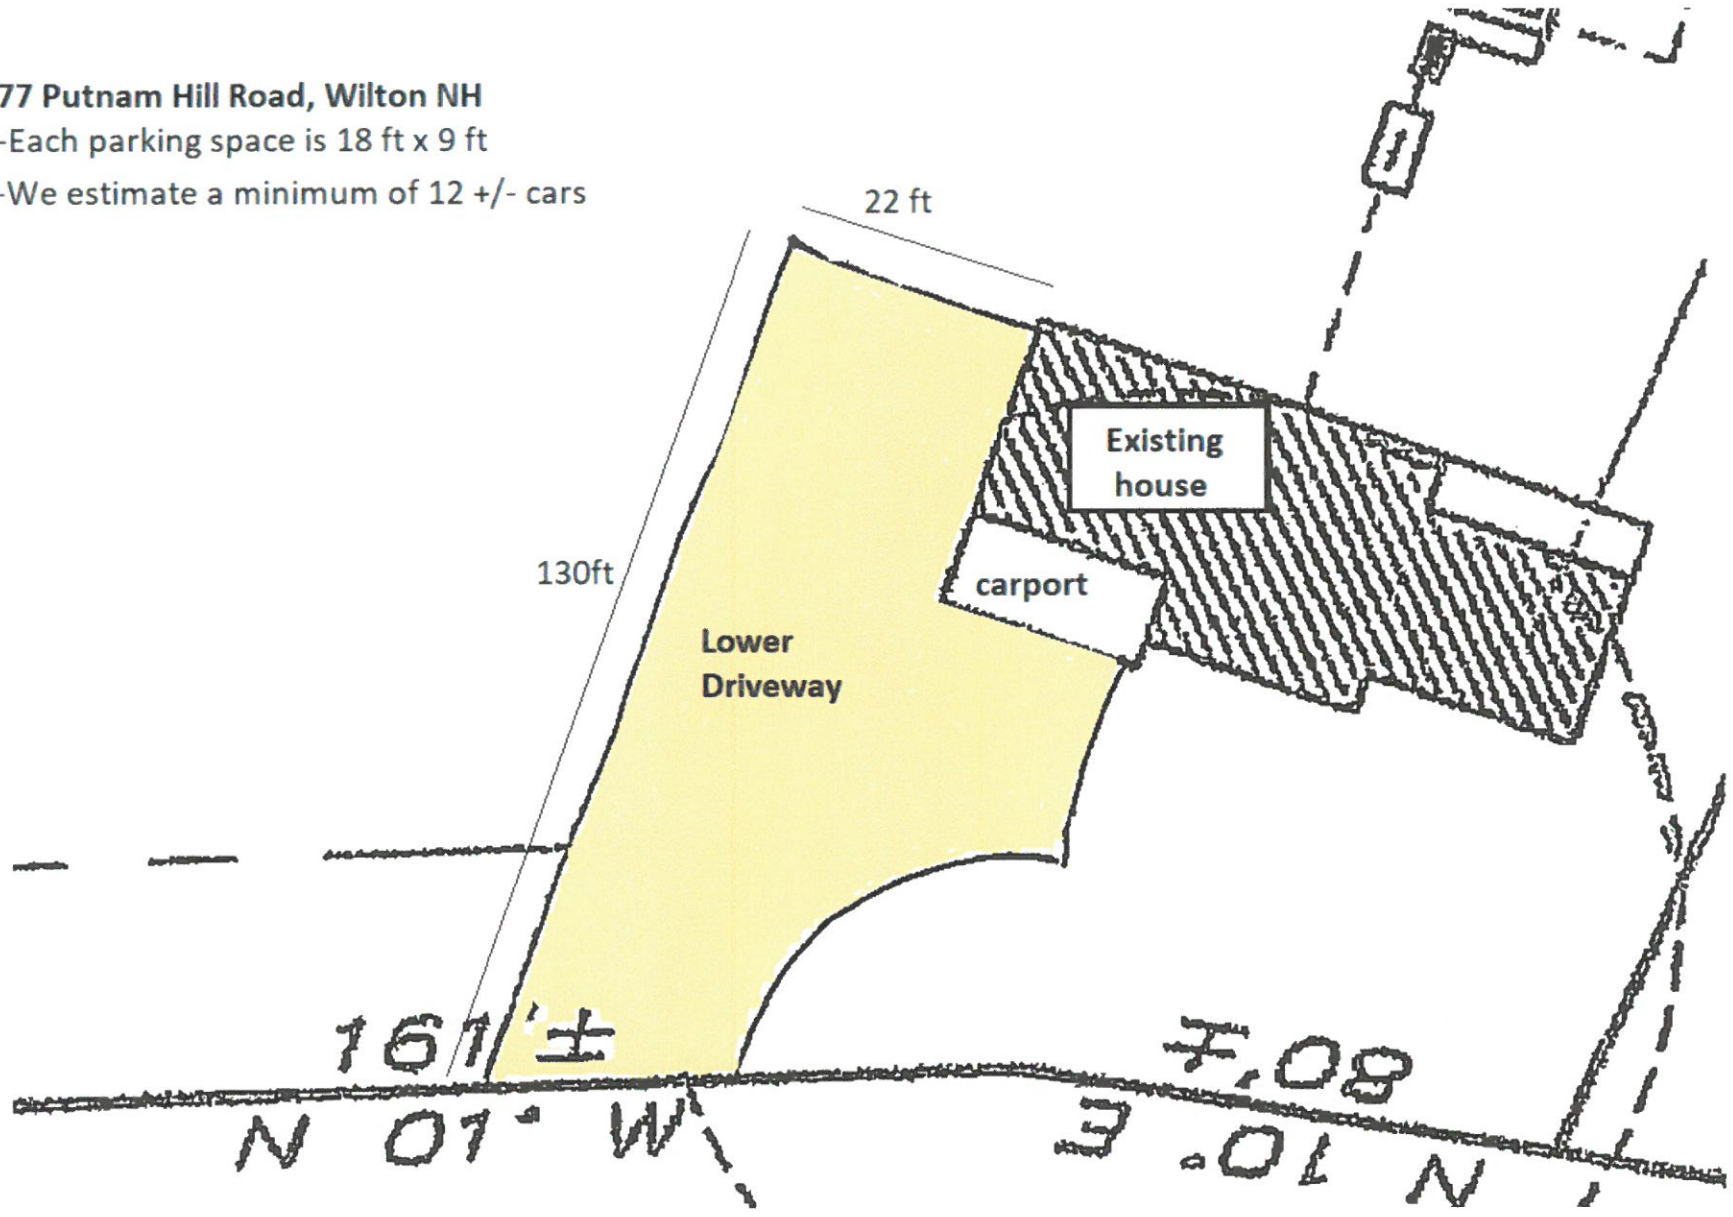 77 Putnam Hill Road, Wilton NH
-Each parking space is 18 ft x 9 ft
-We estimate a minimum of 12 +/- cars
22 ft
Existing
house
carport
130ft
Lower
Driveway
161'±
80'±
N 01° W
N 10° E